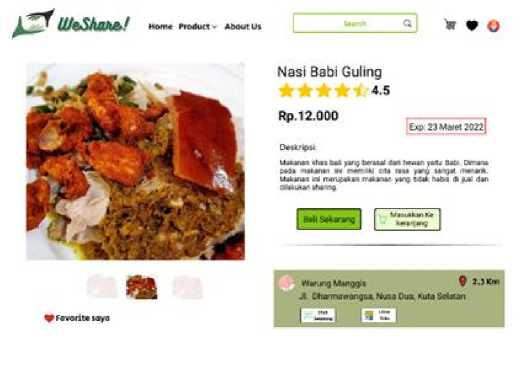 WeShare!
Home Product About Us
Search
Nasi Babi Guling
4.5
Rp.12.000
Exp: 23 Maret 2022
Deskripsi:
Makanan khas bali yang berasal dari hewan yaitu Babi. Dimana
pada makanan ini memiliki cita rasa yang sangat menarik.
Makanan ini merupakan makanan yang tidak habis di jual dan
dilakukan sharing.
Beli Sekarang
Masukkan Ke
keranjang
Warung Manggis
2,3 Km
Jl. Dharmawangsa, Nusa Dua, Kuta Selatan
Favorite saya